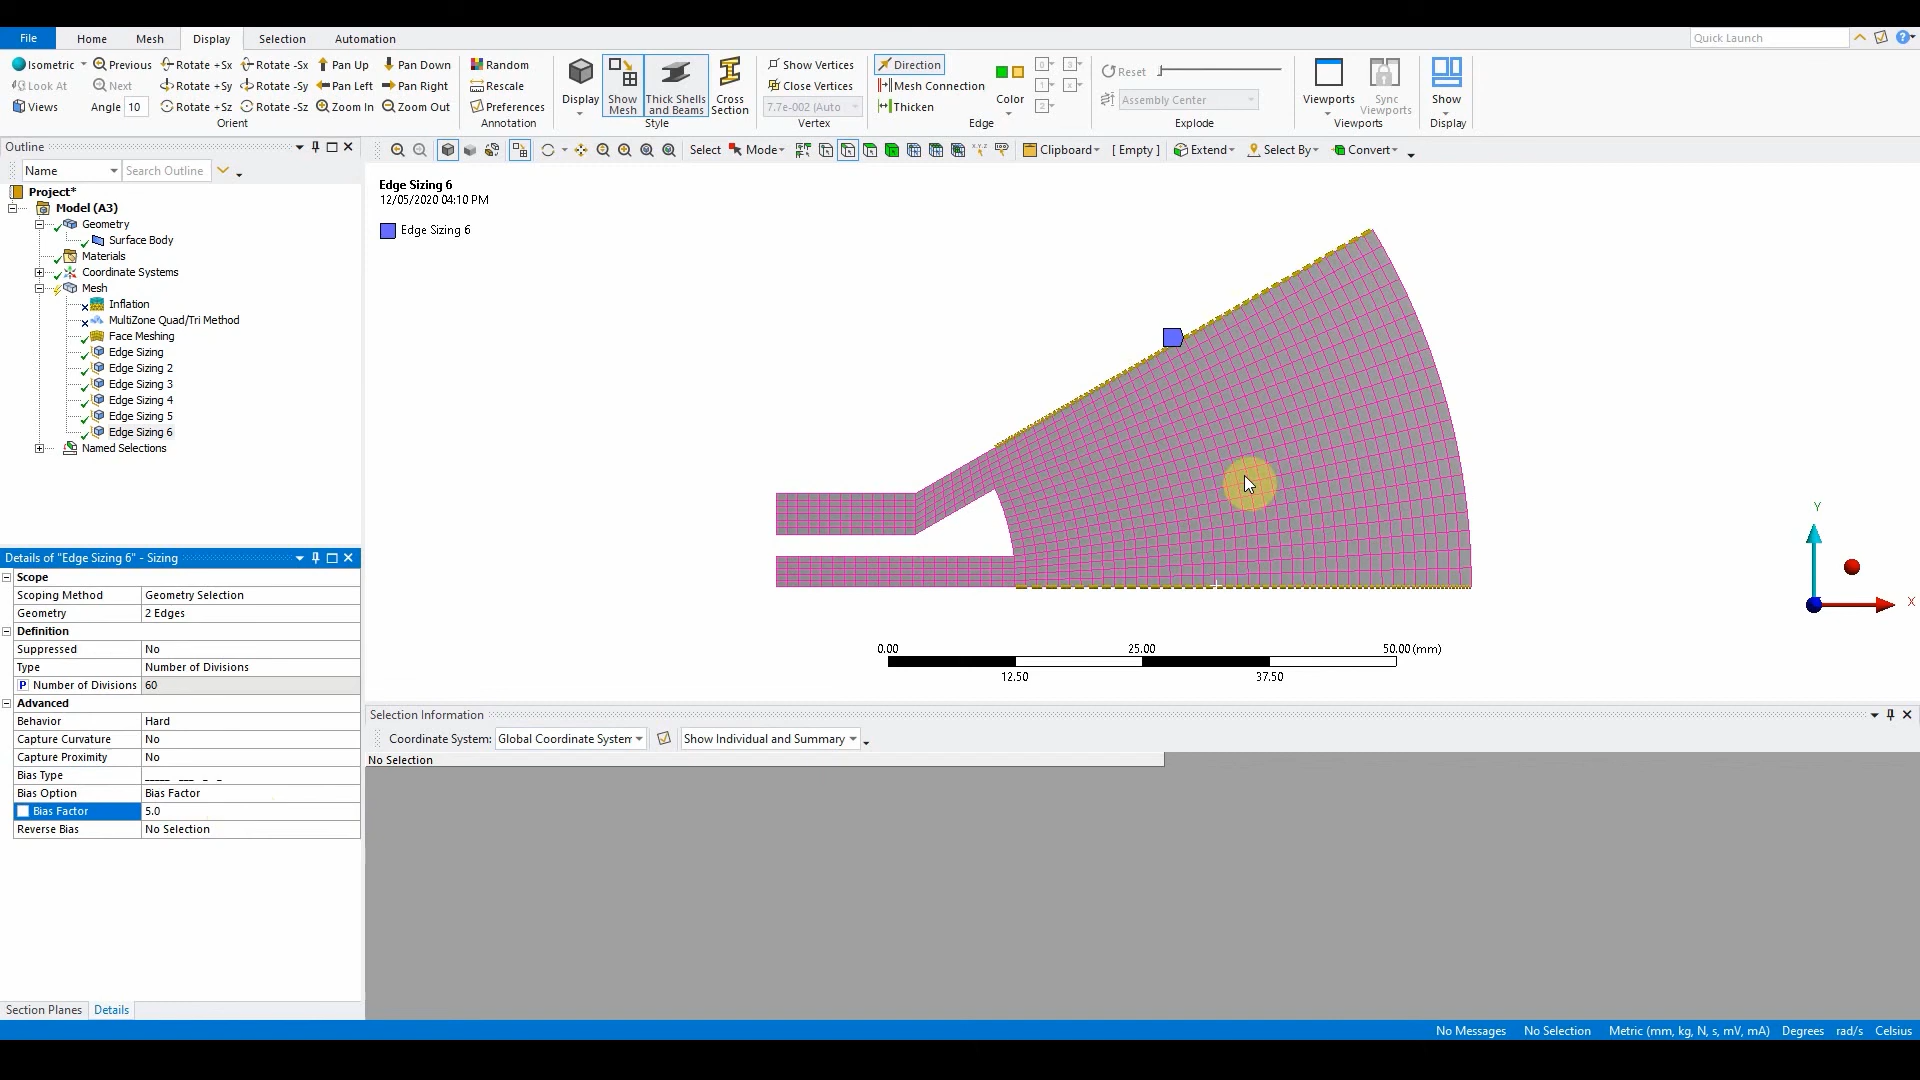 File Home Mesh Display Selection Automation Quick Launch
Isometric Previous Rotate +Sx Rotate -Sx Pan Up Pan Down Random Show Vertices Direction Reset
Look At Next Rotate +Sy Rotate -Sy Pan Left Pan Right Rescale Close Vertices Mesh Connection
Views Angle 10 Rotate +Sz Rotate -Sz Zoom In Zoom Out Preferences Display Show Mesh Thick Shells and Beams Cross Section 7.7e-002 (Auto Thicken Color Assembly Center Viewports Sync Viewports Show
Orient Annotation Style Vertex Edge Explode Viewports Display
Outline
Select Mode Clipboard [ Empty ] Extend Select By Convert
Name Search Outline
Project*
Model (A3)
Geometry
Surface Body
Materials
Coordinate Systems
Mesh
Inflation
MultiZone Quad/Tri Method
Face Meshing
Edge Sizing
Edge Sizing 2
Edge Sizing 3
Edge Sizing 4
Edge Sizing 5
Edge Sizing 6
Named Selections
Edge Sizing 6
12/05/2020 04:10 PM
Edge Sizing 6
Y
X
0.00 25.00 50.00 (mm)
12.50 37.50
Details of "Edge Sizing 6" - Sizing
Scope
Scoping Method Geometry Selection
Geometry 2 Edges
Definition
Suppressed No
Type Number of Divisions
P Number of Divisions 60
Advanced
Behavior Hard
Capture Curvature No
Capture Proximity No
Bias Type _____ ___ _ _
Bias Option Bias Factor
Bias Factor 5.0
Reverse Bias No Selection
Section Planes Details
Selection Information
Coordinate System: Global Coordinate System Show Individual and Summary
No Selection
No Messages No Selection Metric (mm, kg, N, s, mV, mA) Degrees rad/s Celsius